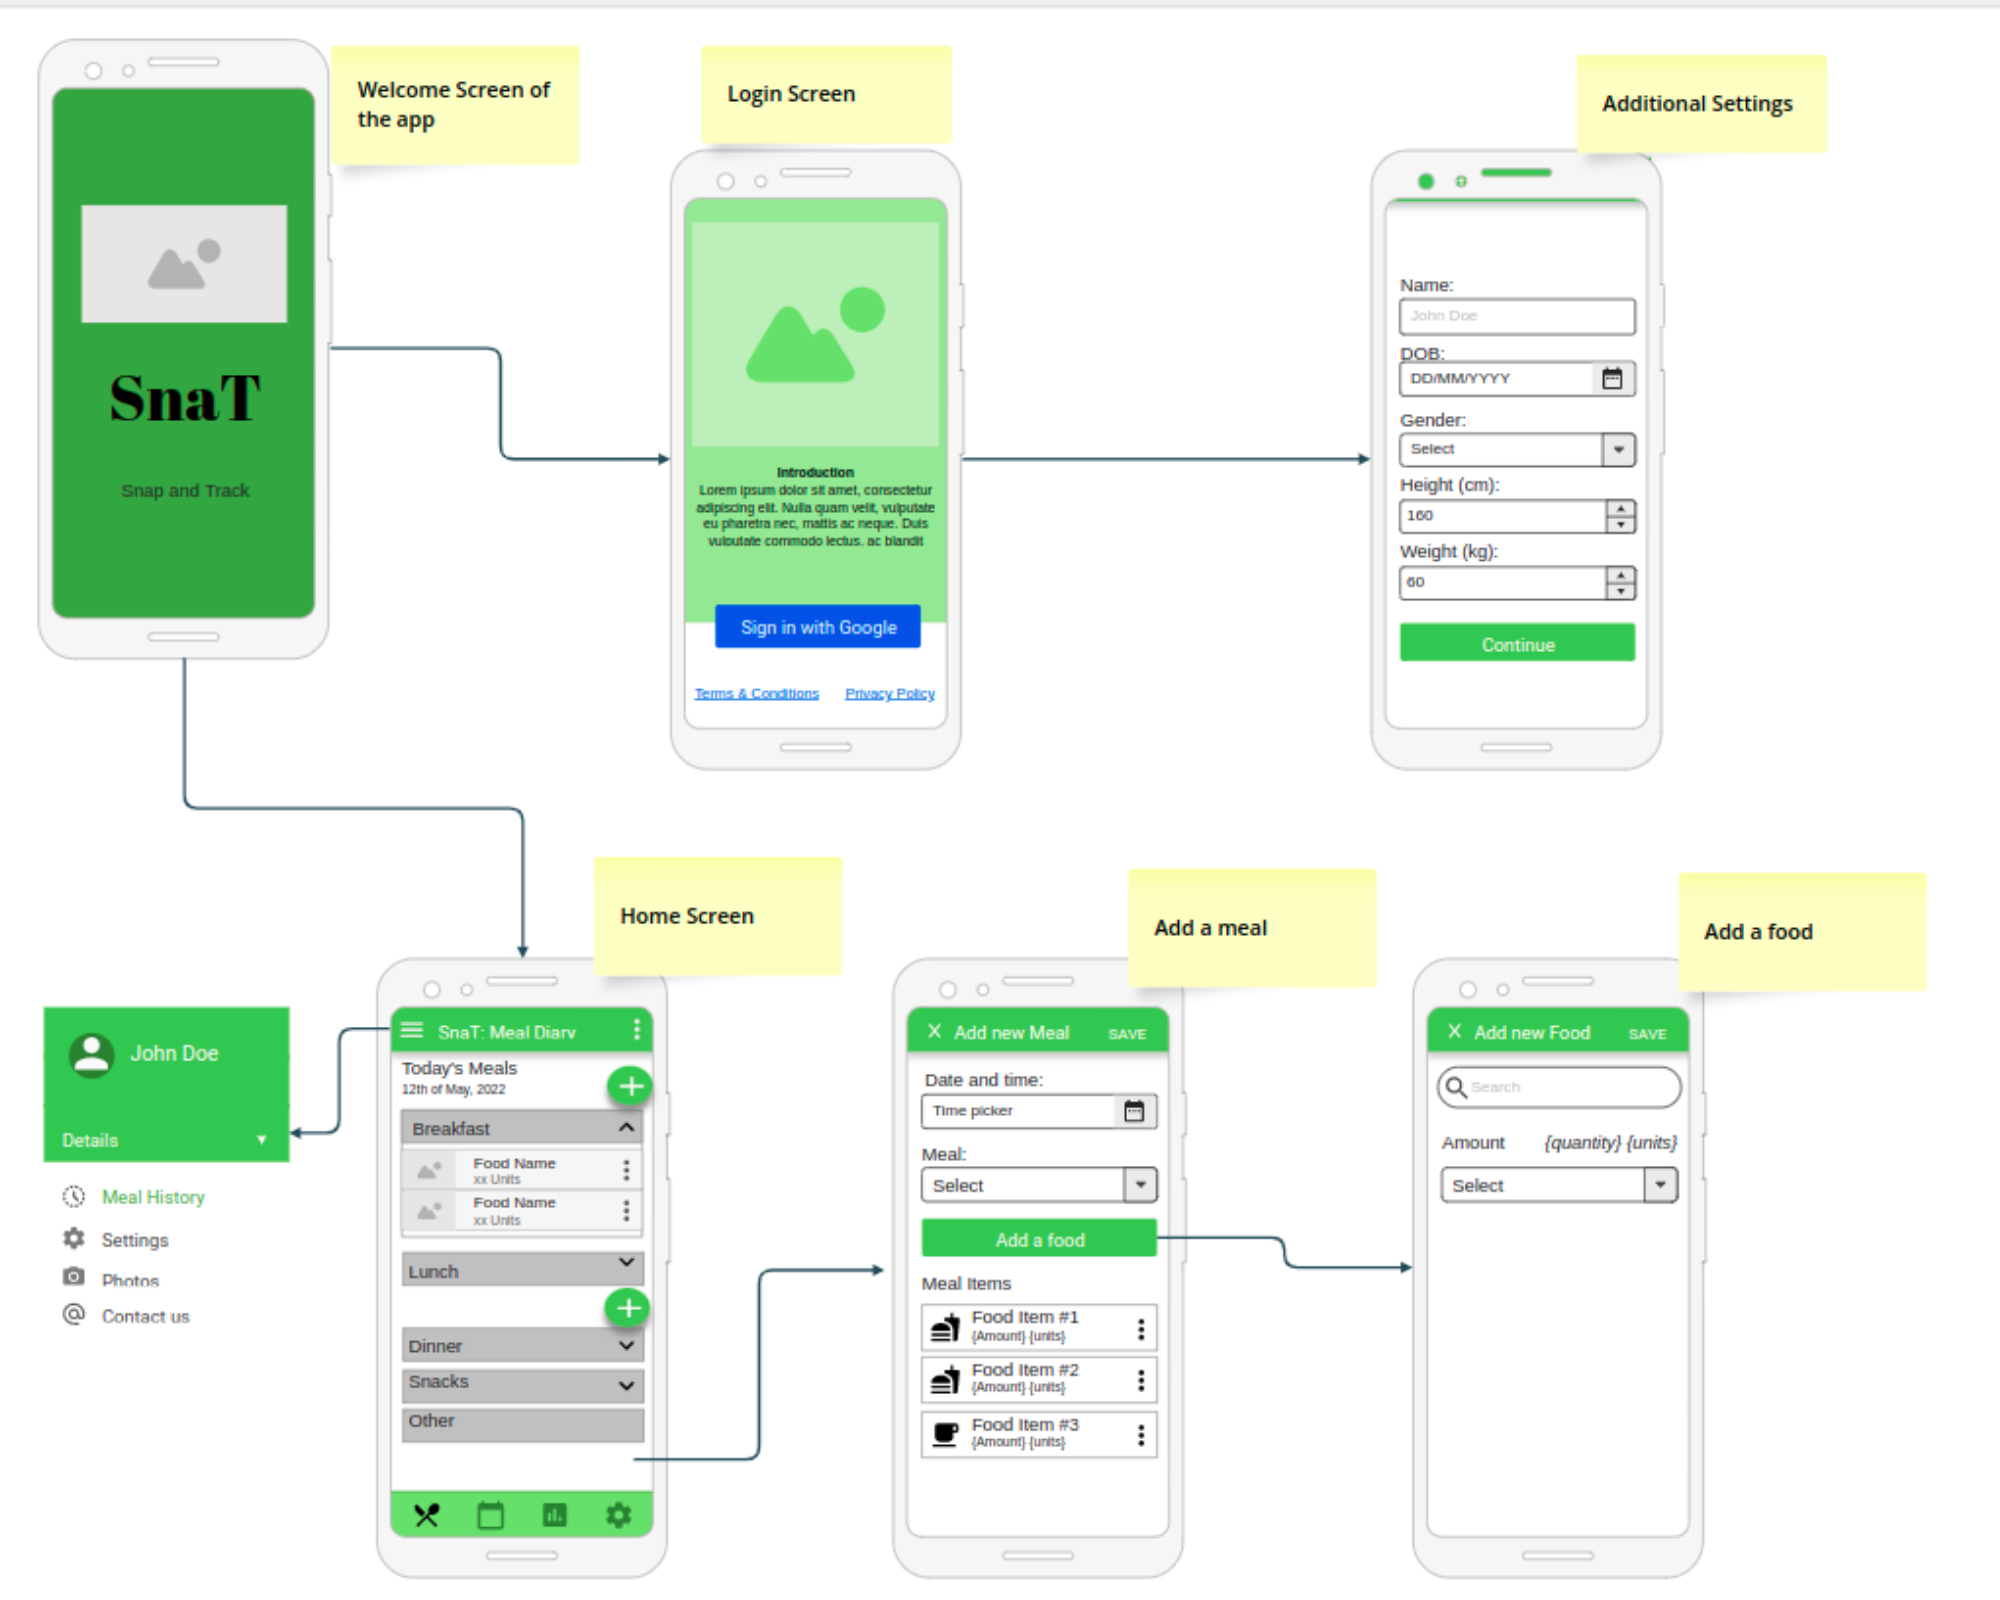 Welcome Screen of
the app
SnaT
Snap and Track
Login Screen
Introduction
Lorem ipsum dolor sit amet, consectetur
adipiscing elit. Nulla quam velit, vulputate
eu pharetra nec, mattis ac neque. Duis
vulputate commodo lectus. ac blandit
Sign in with Google
Terms & Conditions
Privacy Policy
Additional Settings
Name:
John Doe
DOB:
DD/MM/YYYY
Gender:
Select
Height (cm):
160
Weight (kg):
60
Continue
John Doe
Details
Meal History
Settings
Photos
Contact us
Home Screen
SnaT: Meal Diary
Today's Meals
12th of May, 2022
Breakfast
Food Name
xx Units
Food Name
xx Units
Lunch
Dinner
Snacks
Other
Add a meal
Add new Meal SAVE
Date and time:
Time picker
Meal:
Select
Add a food
Meal Items
Food Item #1
{Amount} {units}
Food Item #2
{Amount} {units}
Food Item #3
{Amount} {units}
Add a food
Add new Food SAVE
Search
Amount {quantity} {units}
Select